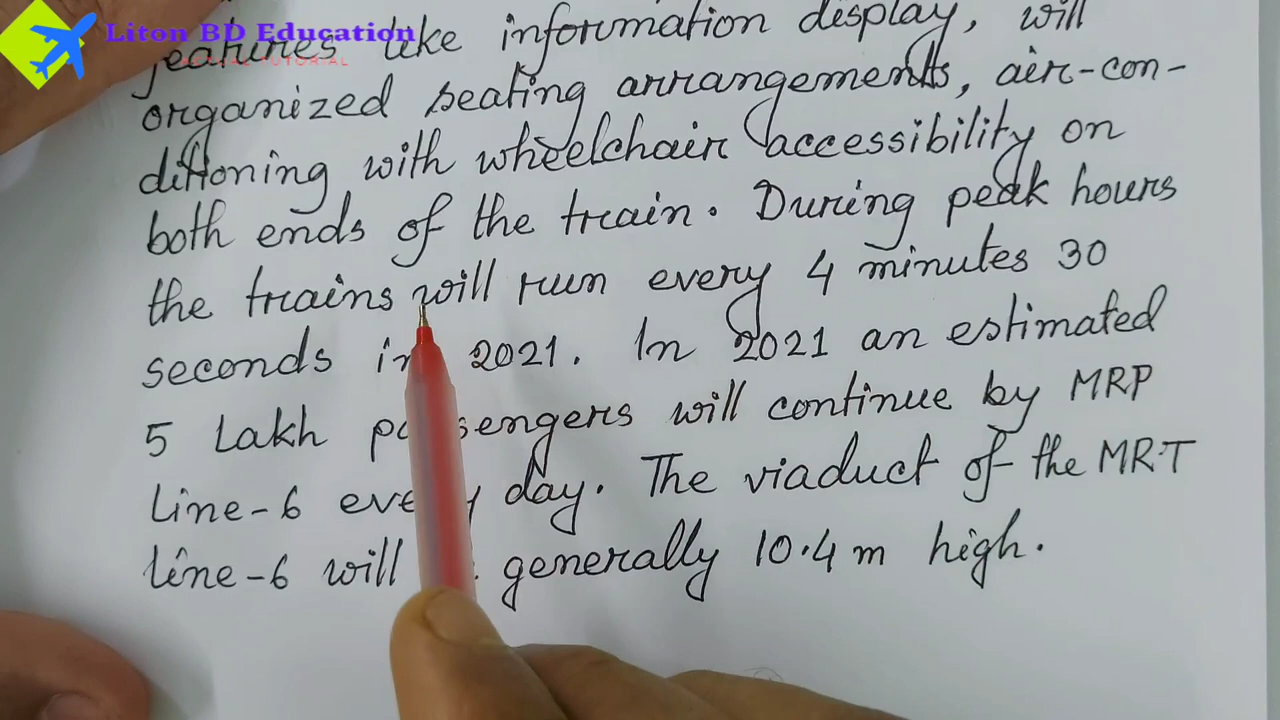 Liton BD Education
features like information display, will
organized seating arrangements, air-con-
ditioning with wheelchair accessibility on
both ends of the train. During peak hours
the trains will run every 4 minutes 30
seconds in 2021. In 2021 an estimated
5 Lakh passengers will continue by MRP
Line-6 every day. The viaduct of the MRT
line-6 will generally 10.4 m high.